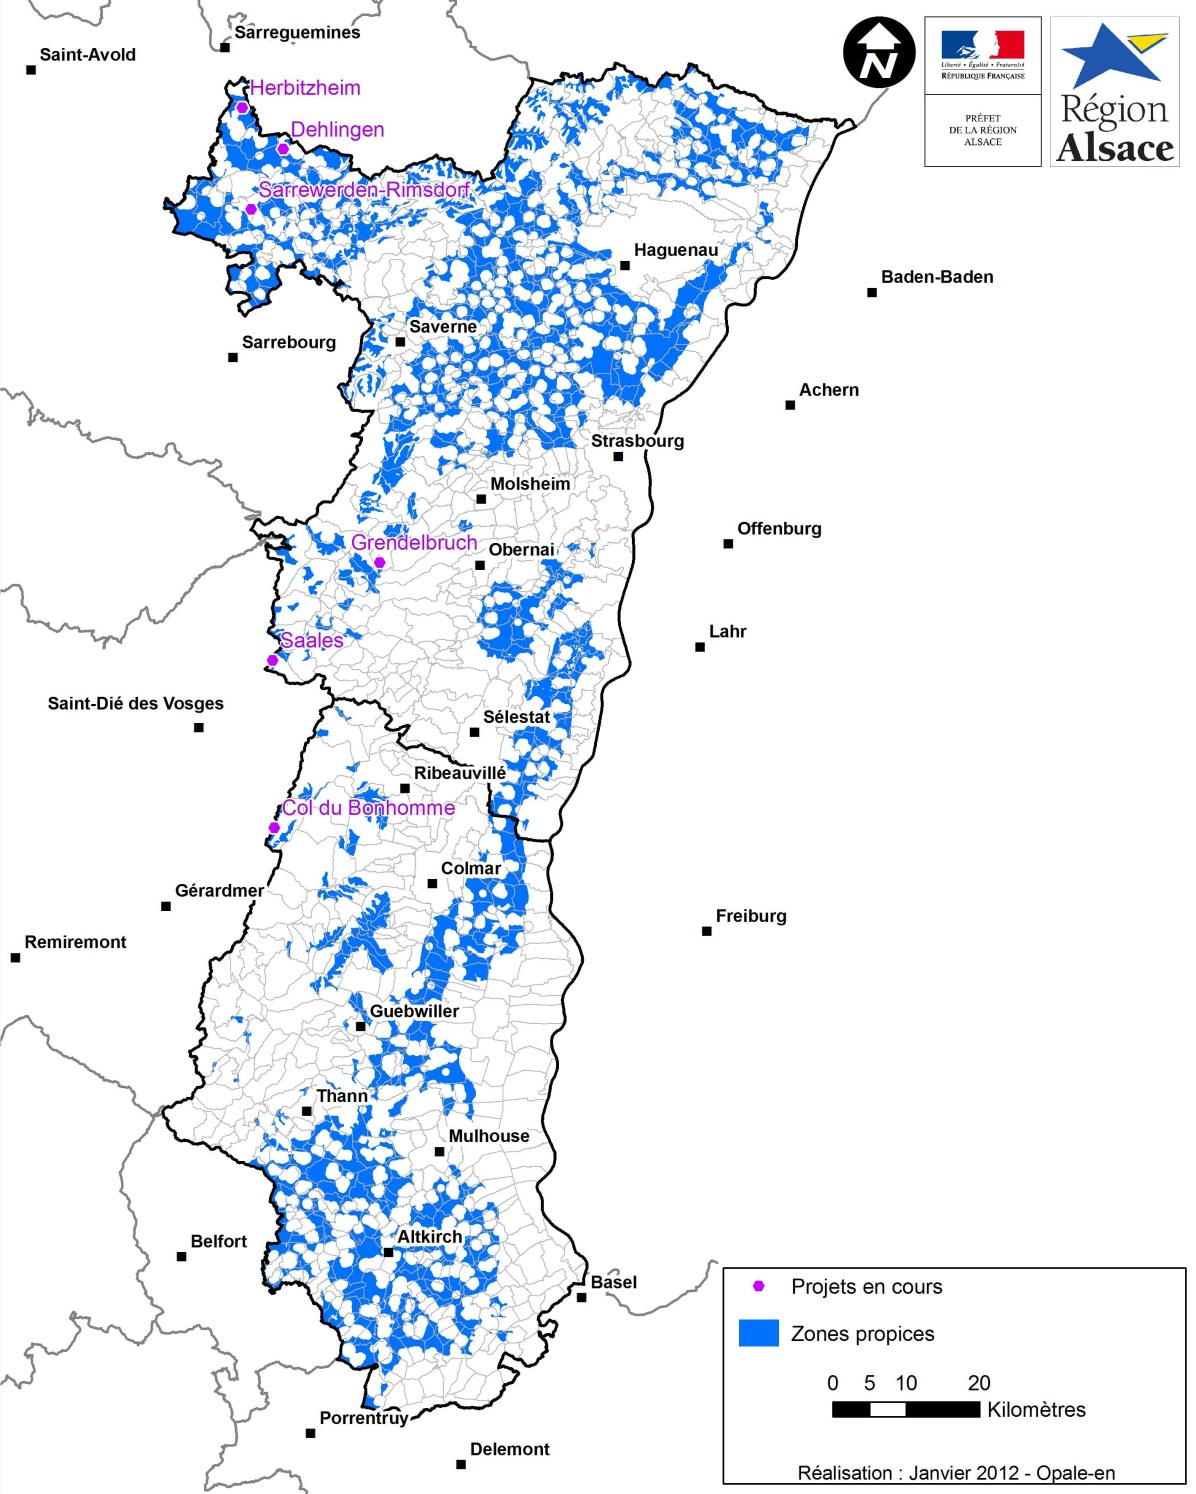 Sarreguemines
Saint-Avold
Herbitzheim
Dehlingen
Sarrewerden-Rimsdorf
Haguenau
Baden-Baden
Saverne
Sarrebourg
Achern
Strasbourg
Molsheim
Offenburg
Grendelbruch
Obernai
Lahr
Saales
Saint-Dié des Vosges
Sélestat
Ribeauvillé
Col du Bonhomme
Colmar
Gérardmer
Freiburg
Remiremont
Guebwiller
Thann
Mulhouse
Altkirch
Belfort
Basel
Porrentruy
Delemont
N
Liberté • Égalité • Fraternité
RÉPUBLIQUE FRANÇAISE
PRÉFET
DE LA RÉGION
ALSACE
Région
Alsace
Projets en cours
Zones propices
0 5 10 20
Kilomètres
Réalisation : Janvier 2012 - Opale-en